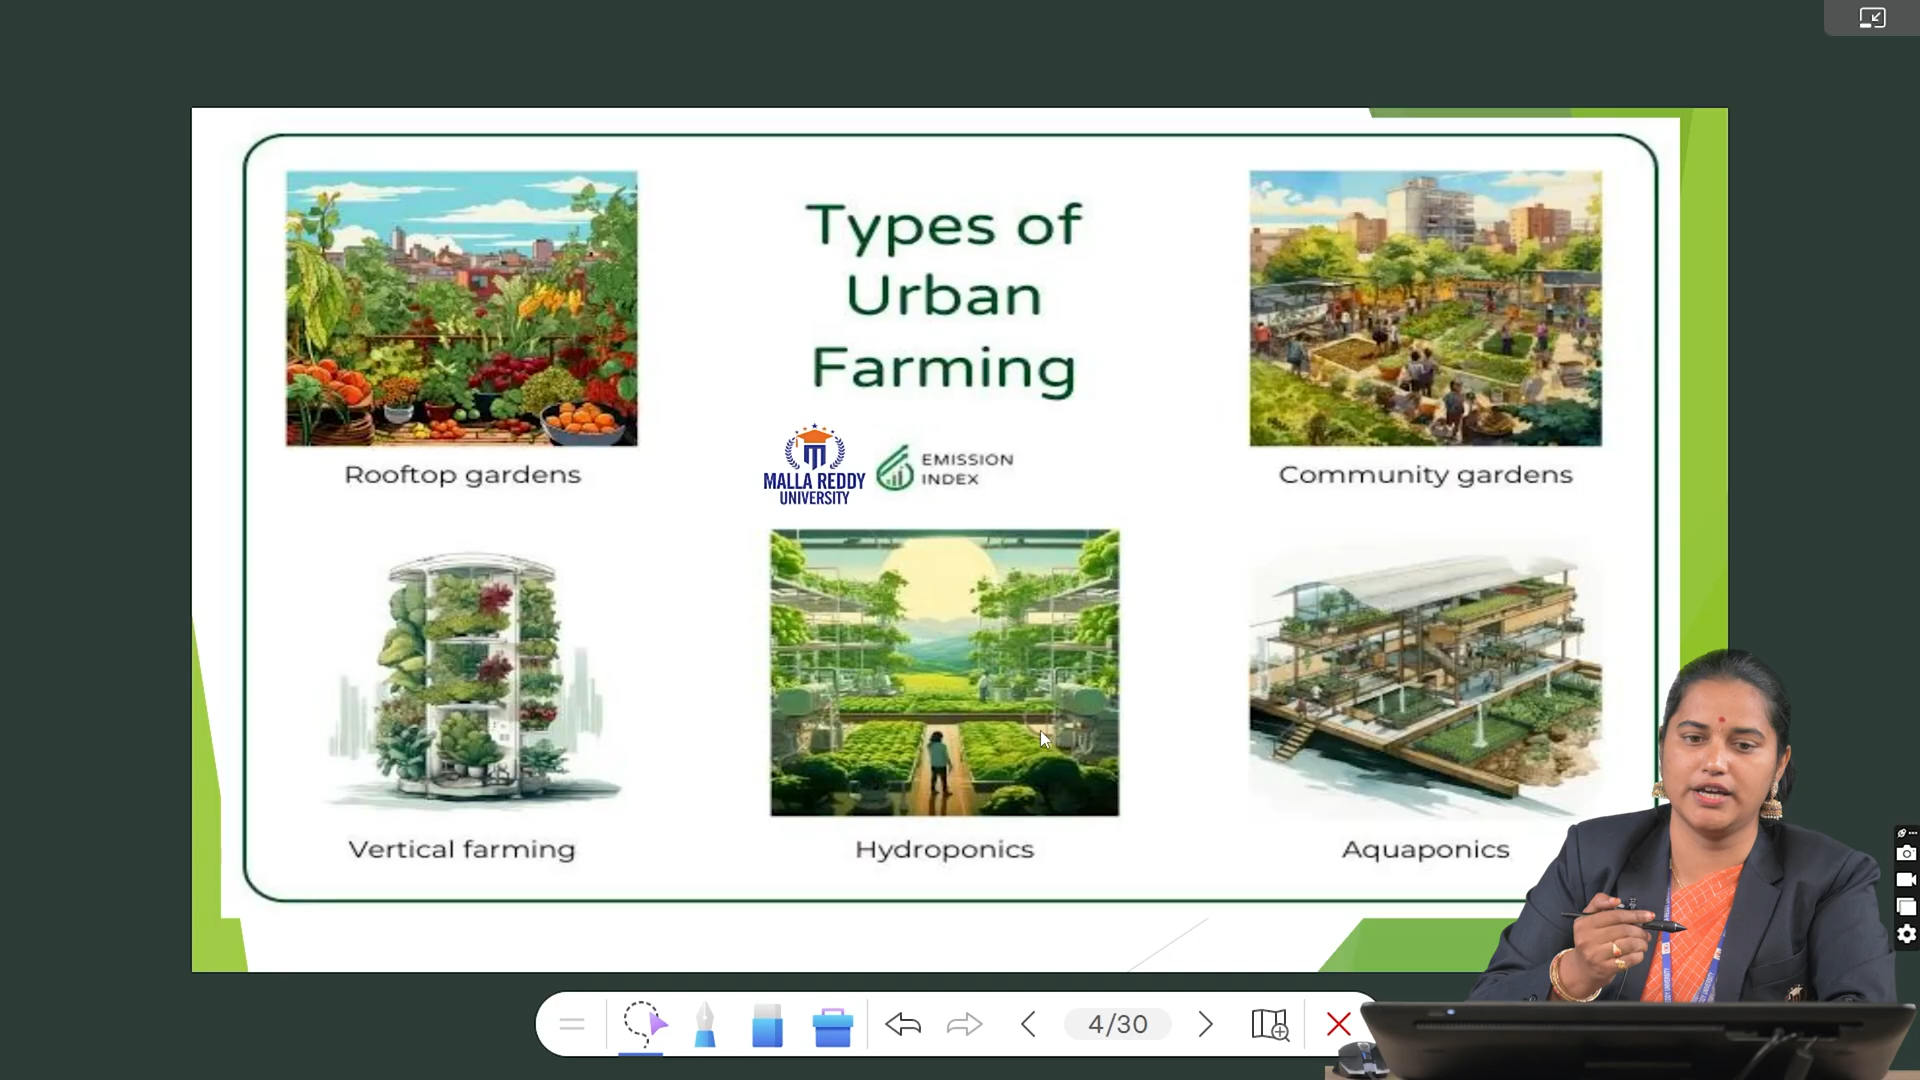 Types of
Urban
Farming
MALLA REDDY
UNIVERSITY
EMISSION
INDEX
Rooftop gardens
Community gardens
Vertical farming
Hydroponics
Aquaponics
4/30